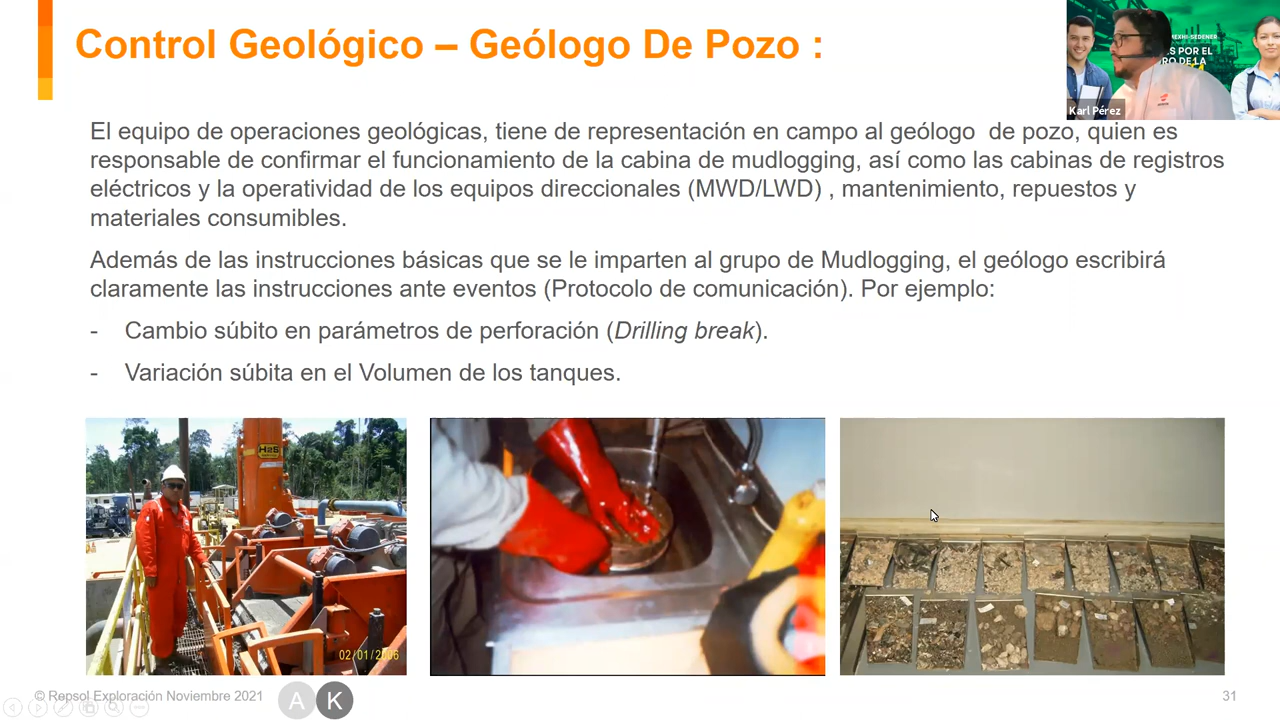 Control Geológico – Geólogo De Pozo :
MEXHI-SEDENER
S POR EL
RO DE LA
Karl Pérez
El equipo de operaciones geológicas, tiene de representación en campo al geólogo de pozo, quien es
responsable de confirmar el funcionamiento de la cabina de mudlogging, así como las cabinas de registros
eléctricos y la operatividad de los equipos direccionales (MWD/LWD) , mantenimiento, repuestos y
materiales consumibles.
Además de las instrucciones básicas que se le imparten al grupo de Mudlogging, el geólogo escribirá
claramente las instrucciones ante eventos (Protocolo de comunicación). Por ejemplo:
- Cambio súbito en parámetros de perforación (Drilling break).
- Variación súbita en el Volumen de los tanques.
H25
02/01/2006
© Repsol Exploración Noviembre 2021
A
K
31